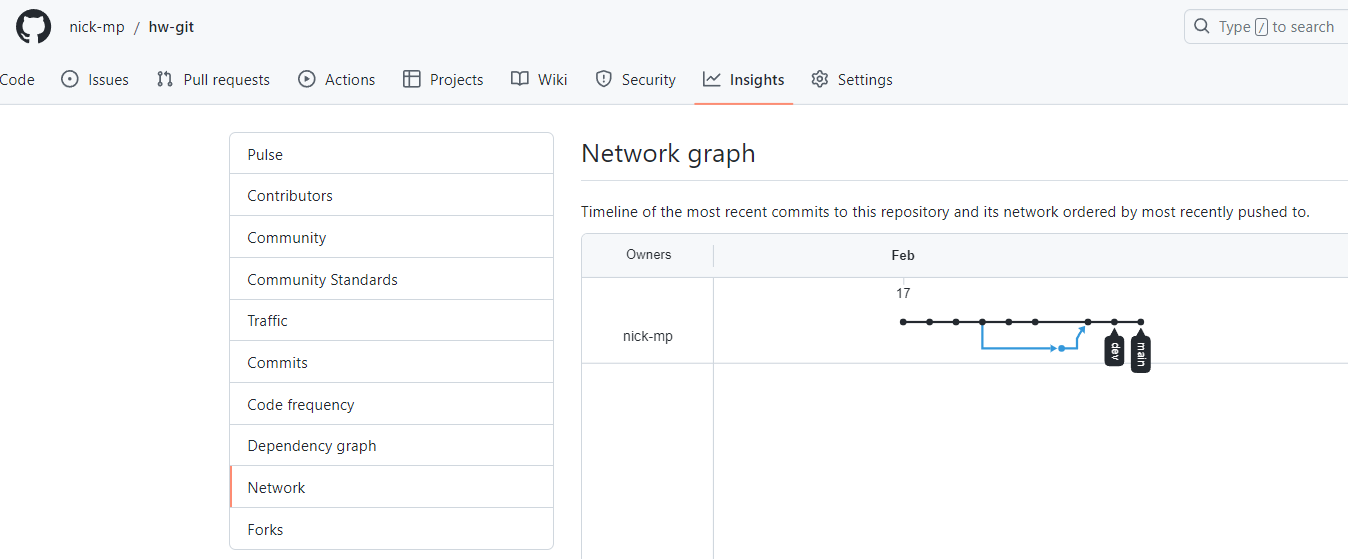 nick-mp / hw-git
Type / to search
Code Issues Pull requests Actions Projects Wiki Security Insights Settings
Pulse
Contributors
Community
Community Standards
Traffic
Commits
Code frequency
Dependency graph
Network
Forks
Network graph
Timeline of the most recent commits to this repository and its network ordered by most recently pushed to.
Owners
Feb
17
nick-mp
dev
main